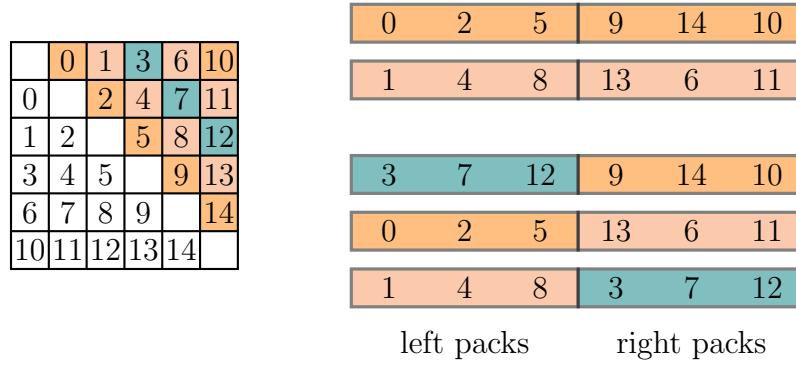 0 1 3 6 10
0 2 4 7 11
1 2 5 8 12
3 4 5 9 13
6 7 8 9 14
10 11 12 13 14
0 2 5 9 14 10
1 4 8 13 6 11
3 7 12 9 14 10
0 2 5 13 6 11
1 4 8 3 7 12
left packs right packs